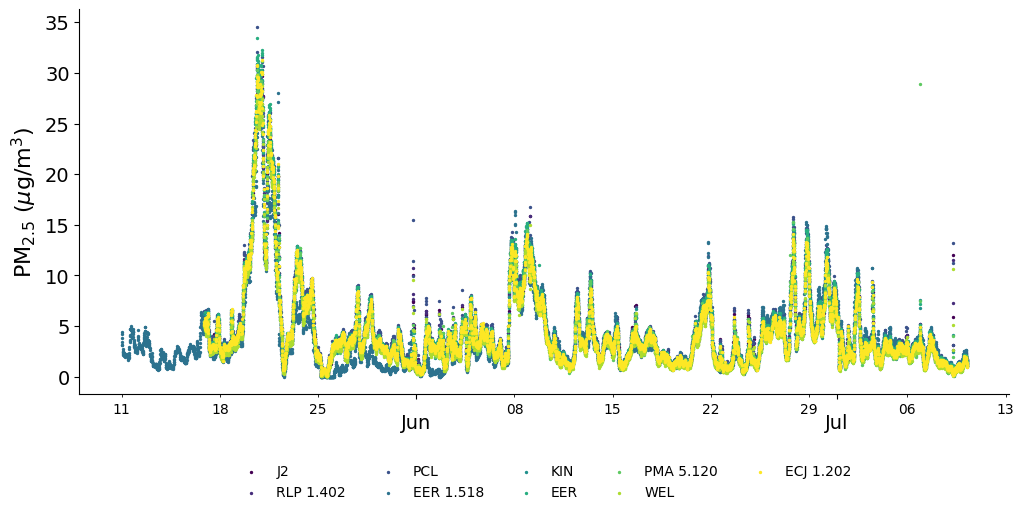 35
30
25
20
15
10
5
0
PM2.5 (μg/m3)
11 18 25 08 15 22 29 06 13
Jun Jul
J2 PCL KIN PMA 5.120 ECJ 1.202
RLP 1.402 EER 1.518 EER WEL